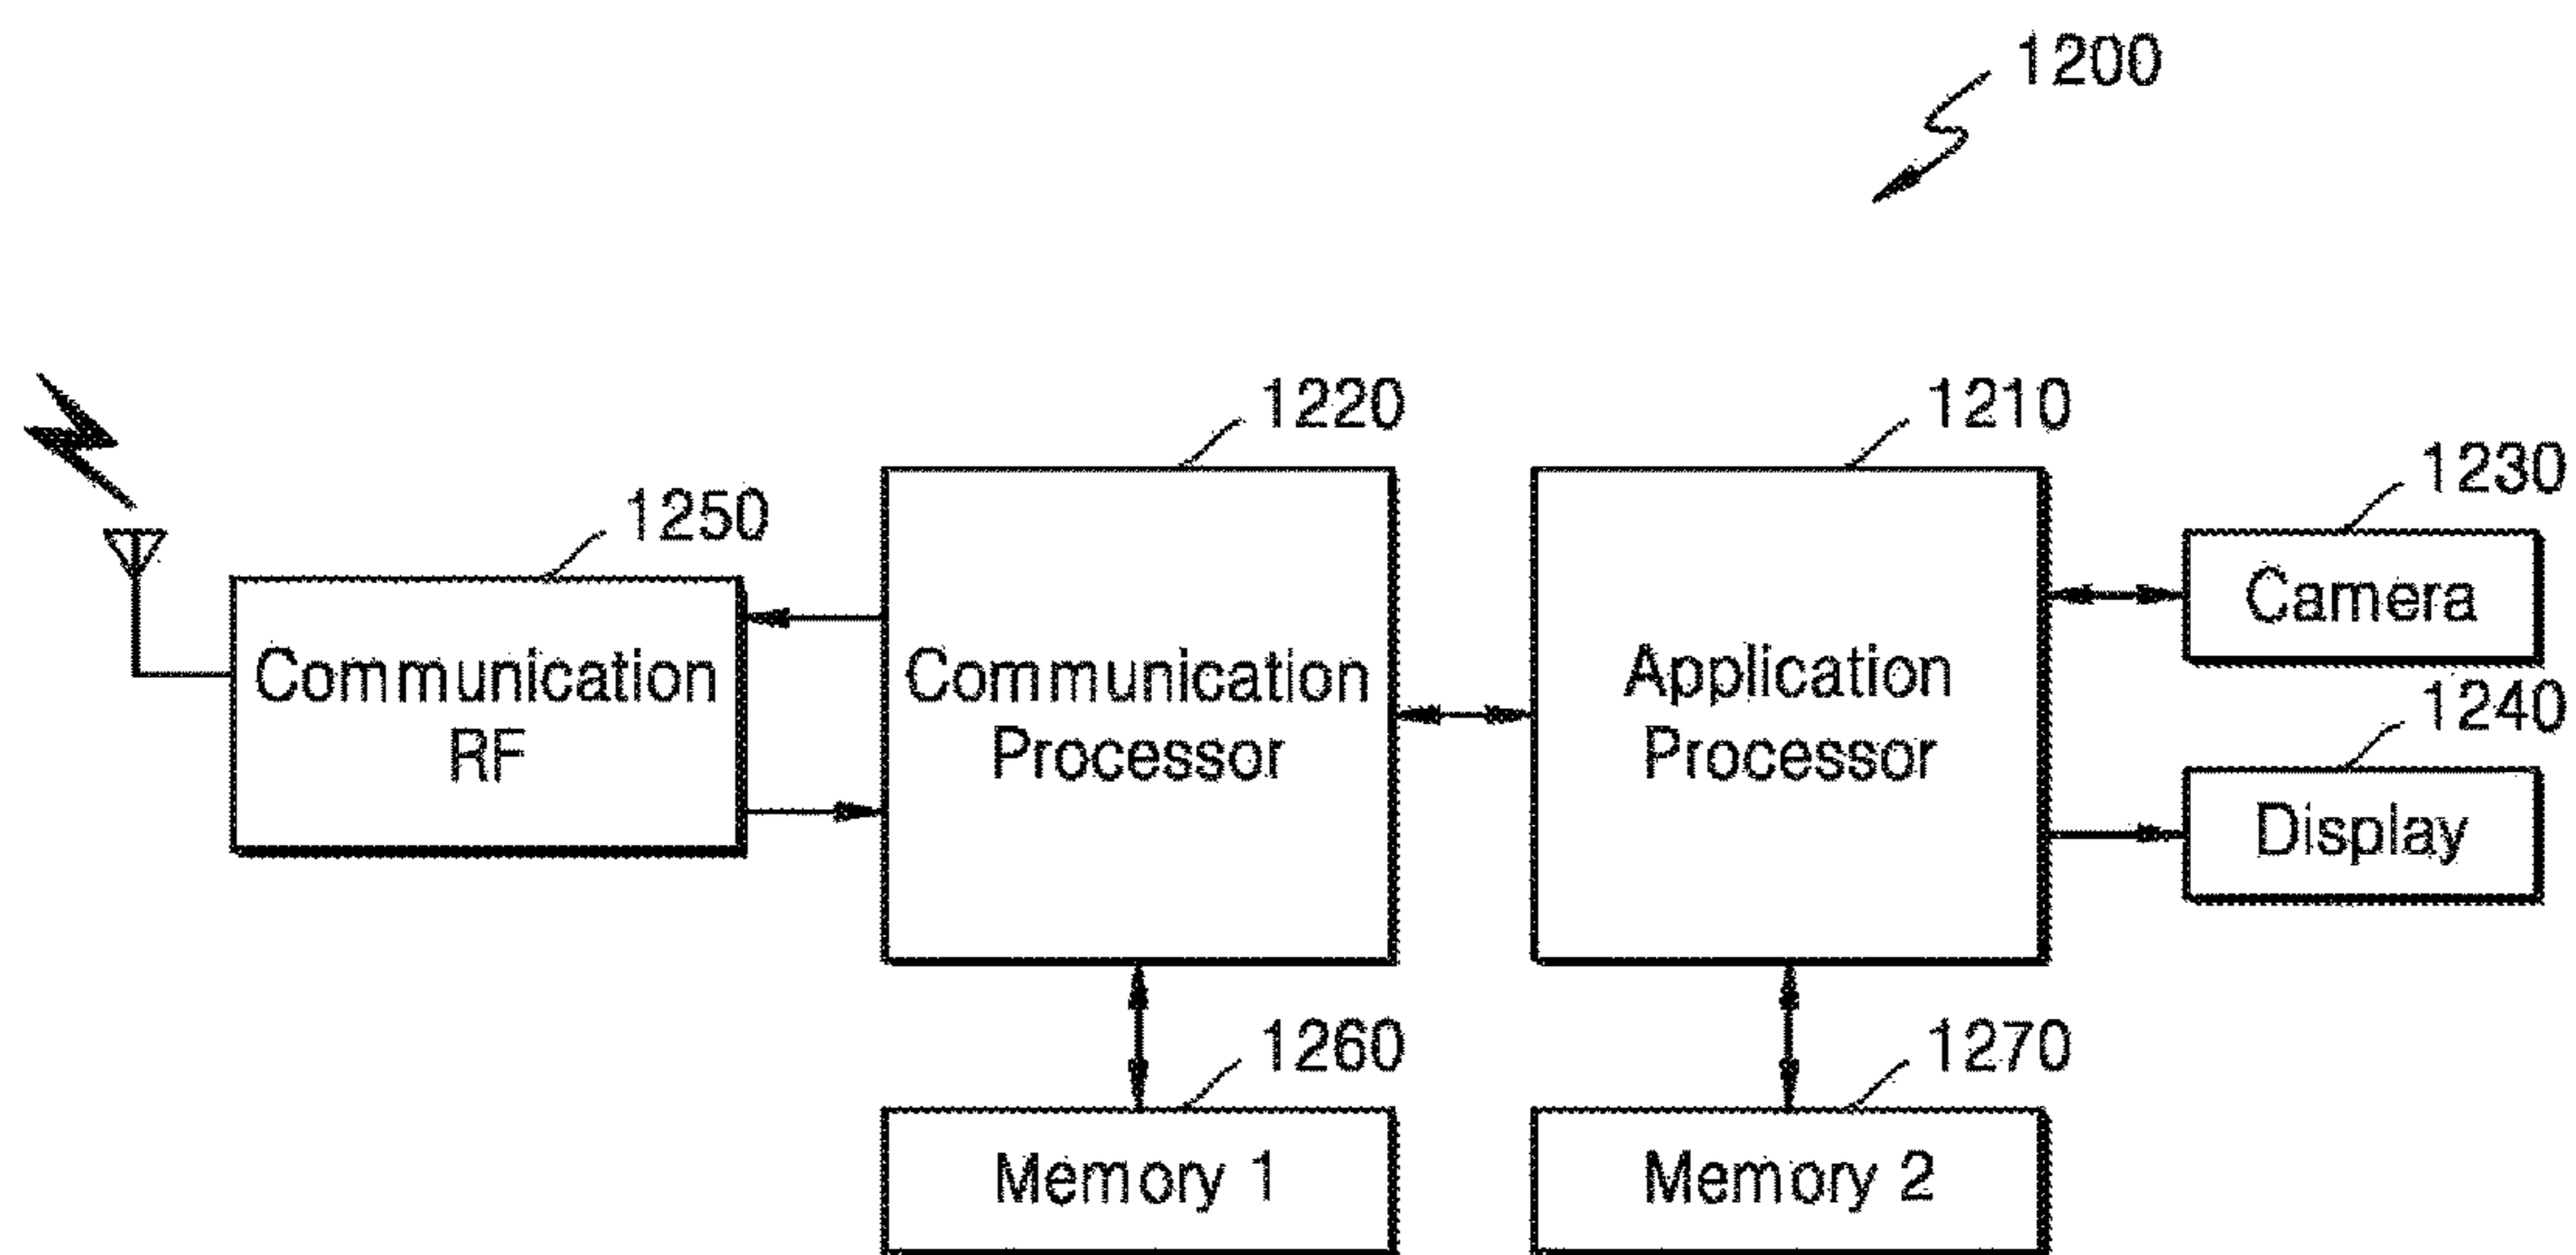 1200
1220
1210
1230
1250
Camera
Communication
RF
Communication
Processor
Application
Processor
1240
Display
1260
1270
Memory 1
Memory 2